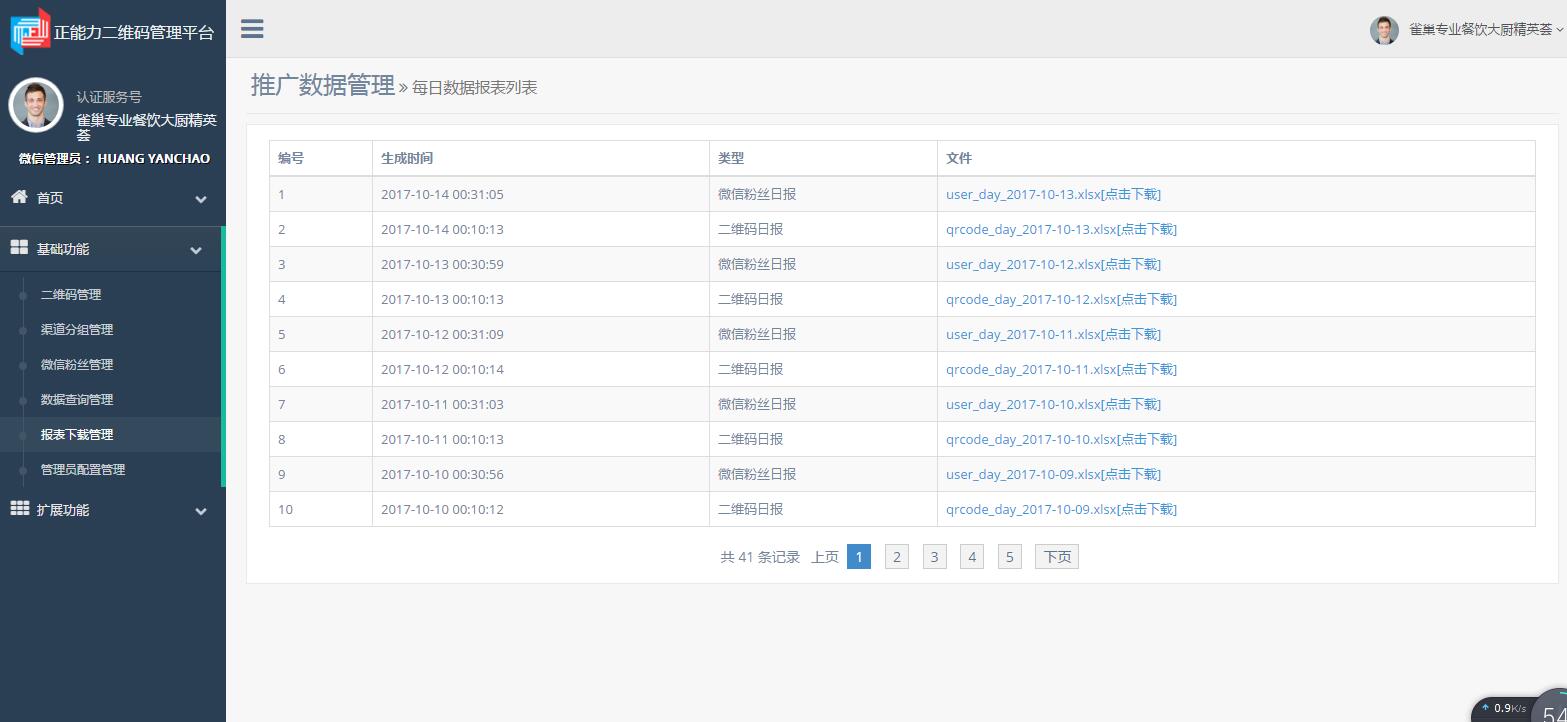 正能力二维码管理平台
雀巢专业餐饮大厨精英荟
认证服务号
雀巢专业餐饮大厨精英
荟
微信管理员： HUANG YANCHAO
首页
基础功能
二维码管理
渠道分组管理
微信粉丝管理
数据查询管理
报表下载管理
管理员配置管理
扩展功能
推广数据管理 » 每日数据报表列表
编号 生成时间 类型 文件
1 2017-10-14 00:31:05 微信粉丝日报 user_day_2017-10-13.xlsx[点击下载]
2 2017-10-14 00:10:13 二维码日报 qrcode_day_2017-10-13.xlsx[点击下载]
3 2017-10-13 00:30:59 微信粉丝日报 user_day_2017-10-12.xlsx[点击下载]
4 2017-10-13 00:10:13 二维码日报 qrcode_day_2017-10-12.xlsx[点击下载]
5 2017-10-12 00:31:09 微信粉丝日报 user_day_2017-10-11.xlsx[点击下载]
6 2017-10-12 00:10:14 二维码日报 qrcode_day_2017-10-11.xlsx[点击下载]
7 2017-10-11 00:31:03 微信粉丝日报 user_day_2017-10-10.xlsx[点击下载]
8 2017-10-11 00:10:13 二维码日报 qrcode_day_2017-10-10.xlsx[点击下载]
9 2017-10-10 00:30:56 微信粉丝日报 user_day_2017-10-09.xlsx[点击下载]
10 2017-10-10 00:10:12 二维码日报 qrcode_day_2017-10-09.xlsx[点击下载]
共 41 条记录 上页 1 2 3 4 5 下页
0.9K/s